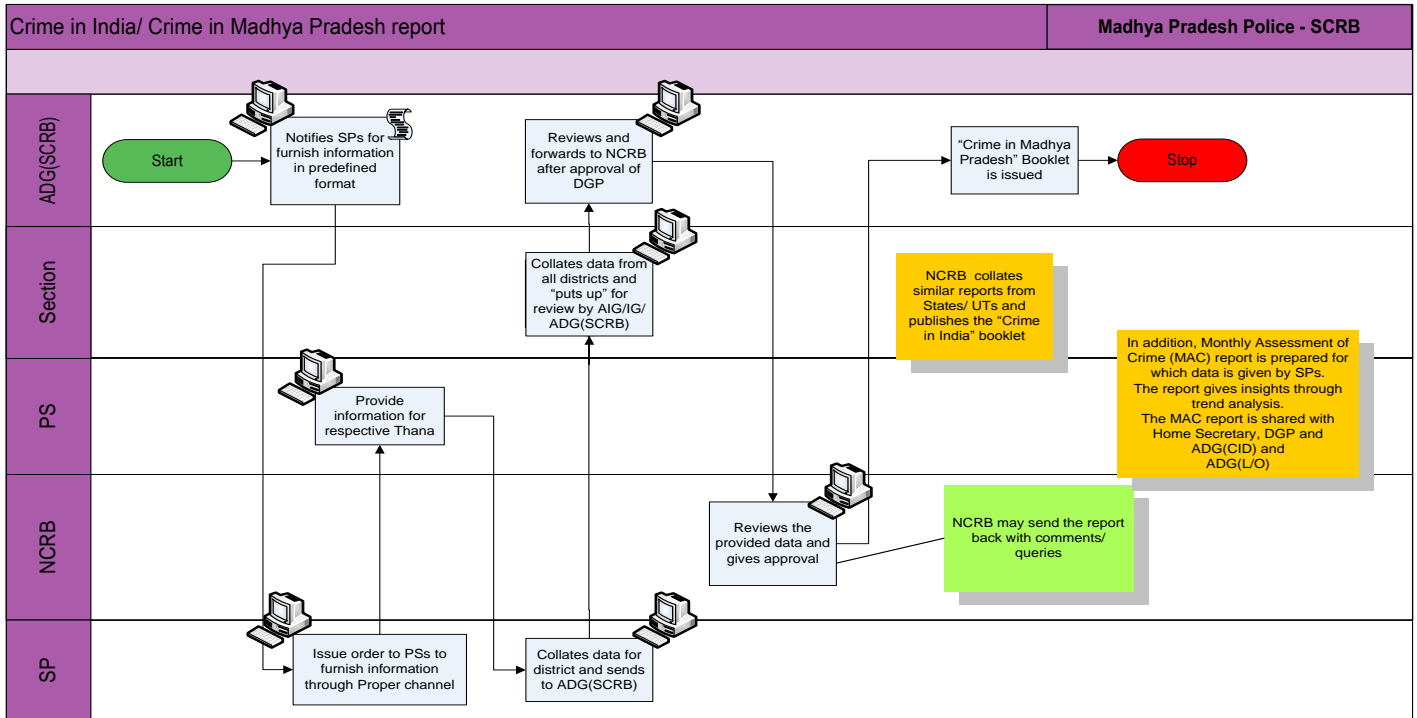 Crime in India/ Crime in Madhya Pradesh report
Madhya Pradesh Police - SCRB
ADG(SCRB)
Start
Notifies SPs for
furnish information
in predefined
format
Reviews and
forwards to NCRB
after approval of
DGP
“Crime in Madhya
Pradesh” Booklet
is issued
Stop
Section
Collates data from
all districts and
“puts up” for
review by AIG/IG/
ADG(SCRB)
NCRB collates
similar reports from
States/ UTs and
publishes the “Crime
in India” booklet
In addition, Monthly Assessment of
Crime (MAC) report is prepared for
which data is given by SPs.
The report gives insights through
trend analysis.
The MAC report is shared with
Home Secretary, DGP and
ADG(CID) and
ADG(L/O)
PS
Provide
information for
respective Thana
NCRB
Reviews the
provided data and
gives approval
NCRB may send the report
back with comments/
queries
SP
Issue order to PSs to
furnish information
through Proper channel
Collates data for
district and sends
to ADG(SCRB)